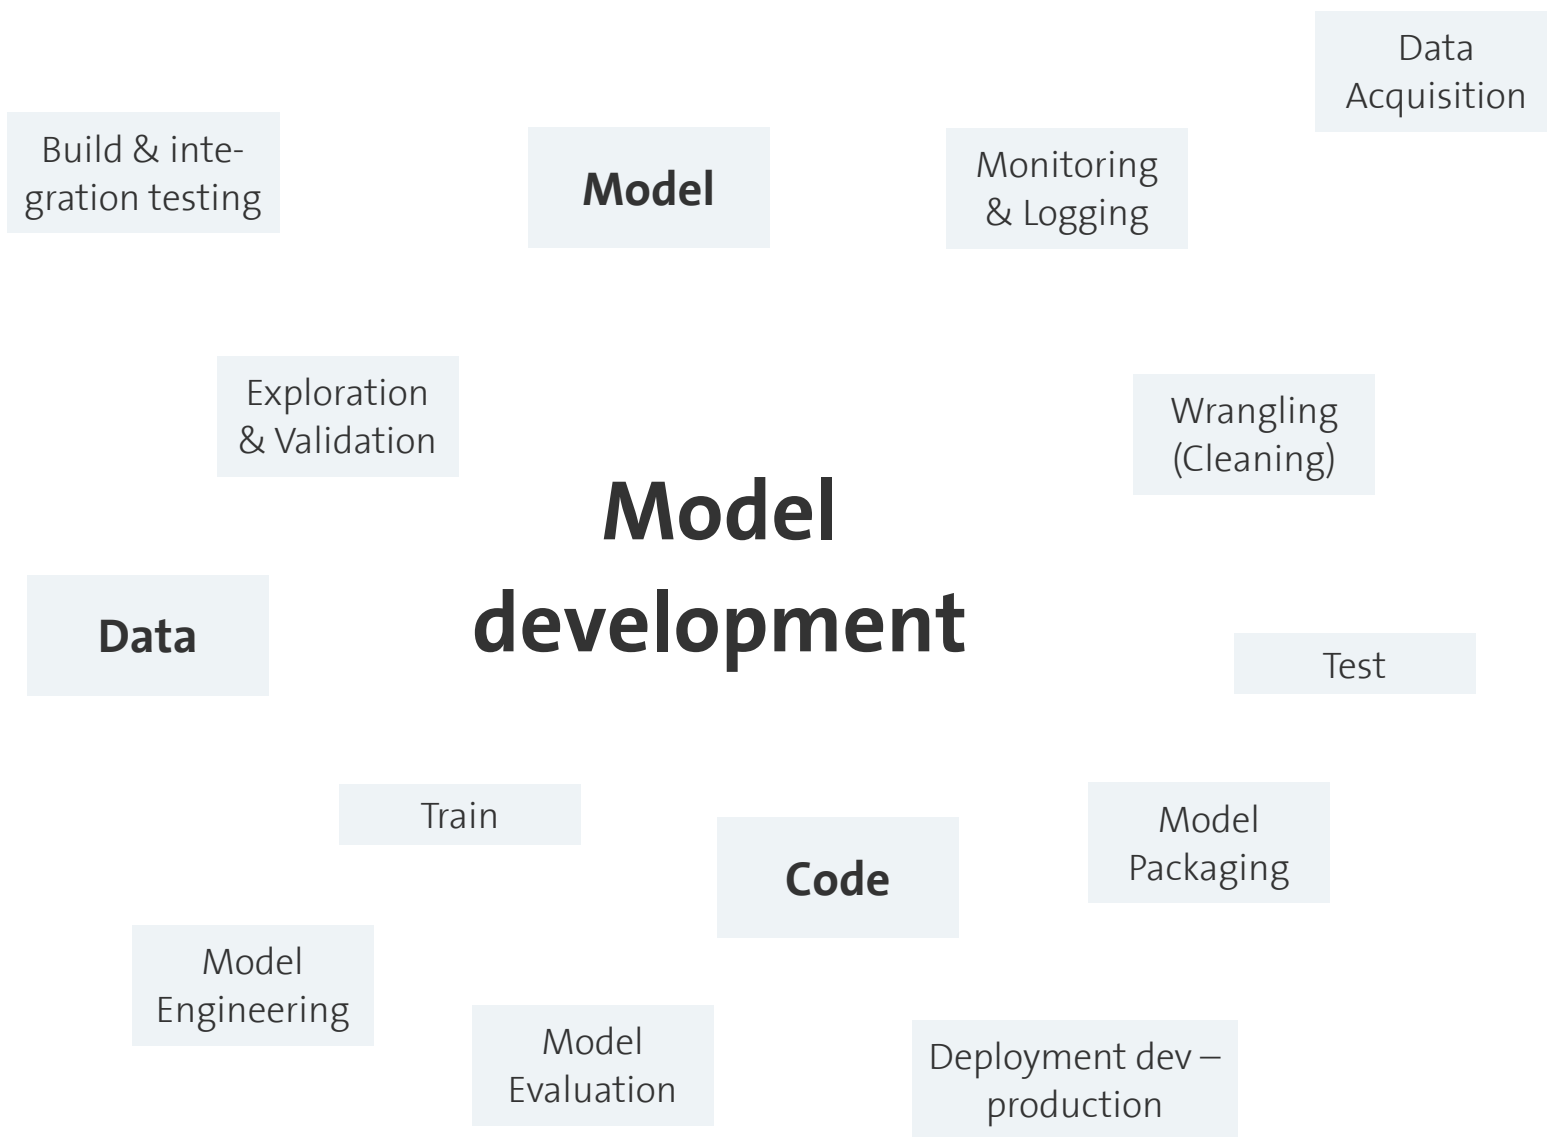 Data
Acquisition
Build & inte-
gration testing
Model
Monitoring
& Logging
Exploration
& Validation
Wrangling
(Cleaning)
Model
development
Data
Test
Train
Model
Packaging
Code
Model
Engineering
Model
Evaluation
Deployment dev –
production